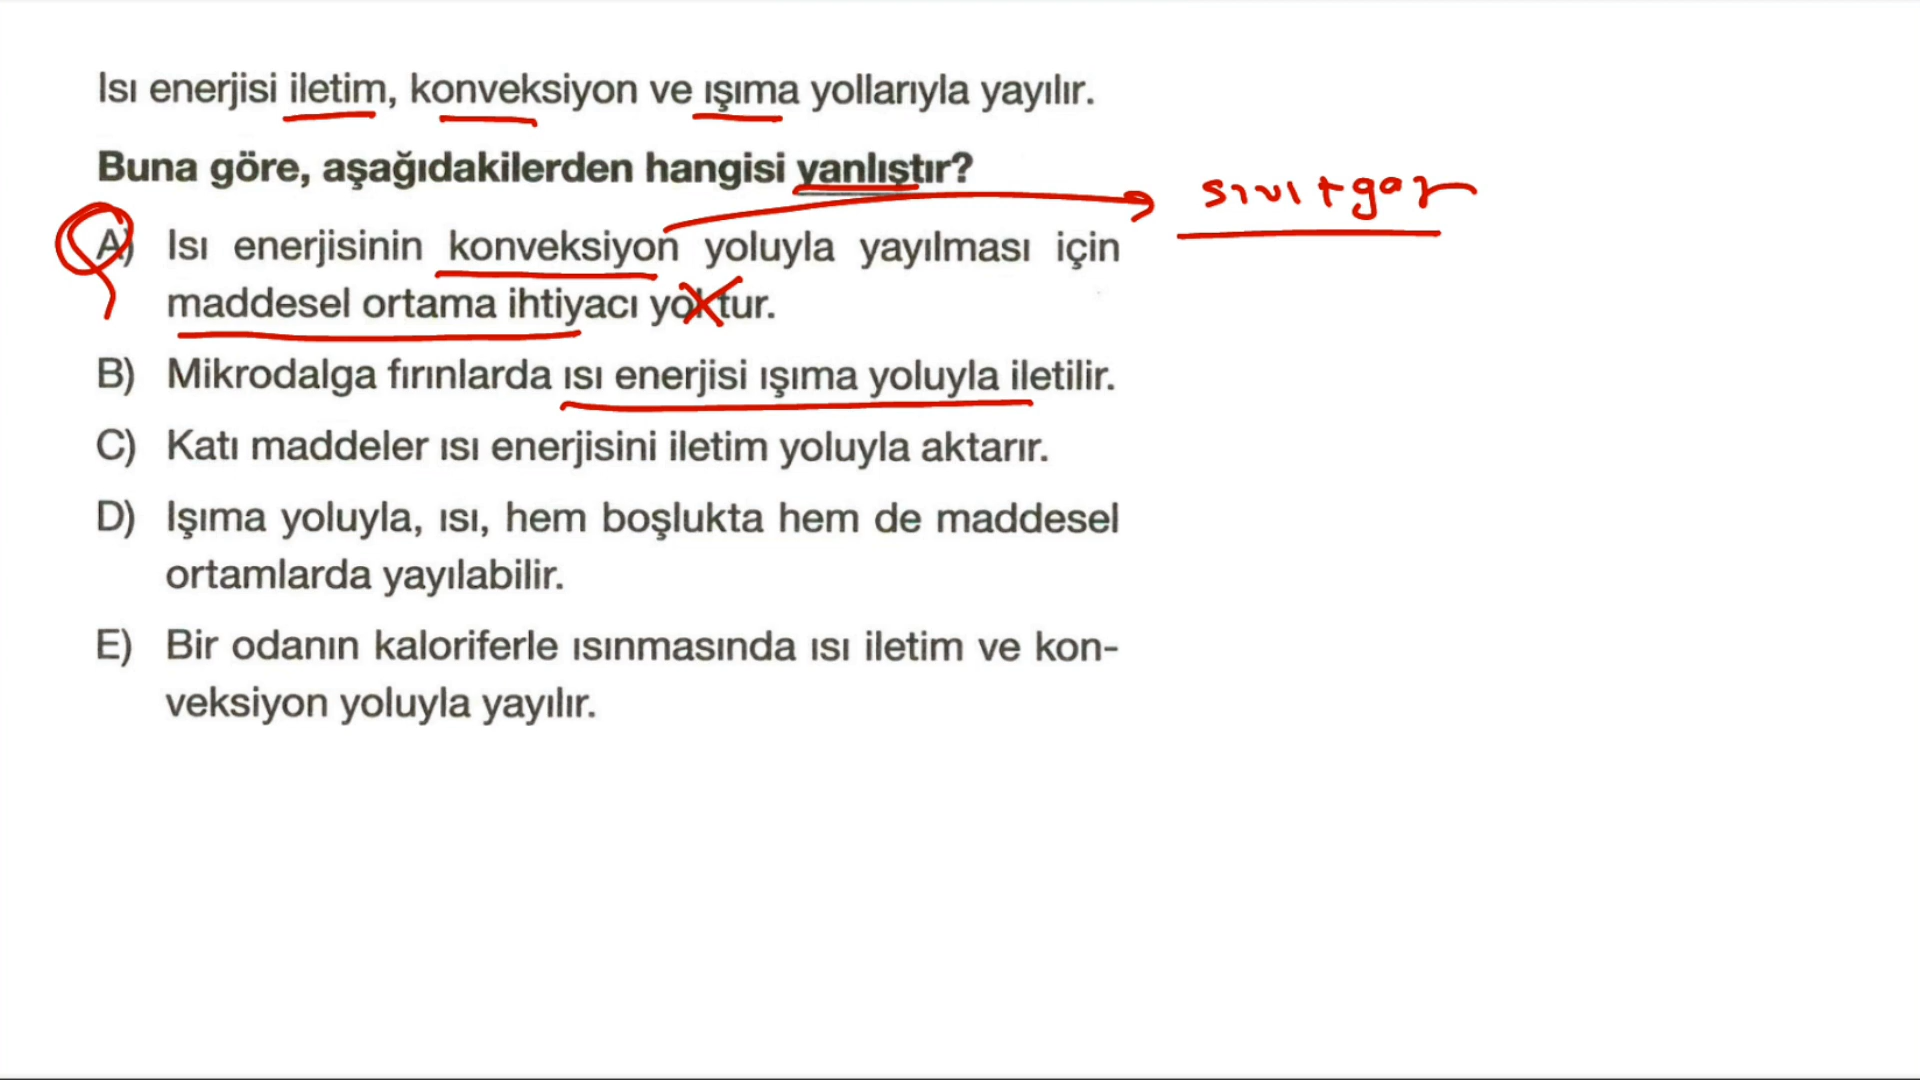 Isı enerjisi iletim, konveksiyon ve ışıma yollarıyla yayılır.
Buna göre, aşağıdakilerden hangisi yanlıştır?
sıvı+gaz
A) Isı enerjisinin konveksiyon yoluyla yayılması için
maddesel ortama ihtiyacı yoktur.
B) Mikrodalga fırınlarda ısı enerjisi ışıma yoluyla iletilir.
C) Katı maddeler ısı enerjisini iletim yoluyla aktarır.
D) Işıma yoluyla, ısı, hem boşlukta hem de maddesel
ortamlarda yayılabilir.
E) Bir odanın kaloriferle ısınmasında ısı iletim ve kon-
veksiyon yoluyla yayılır.